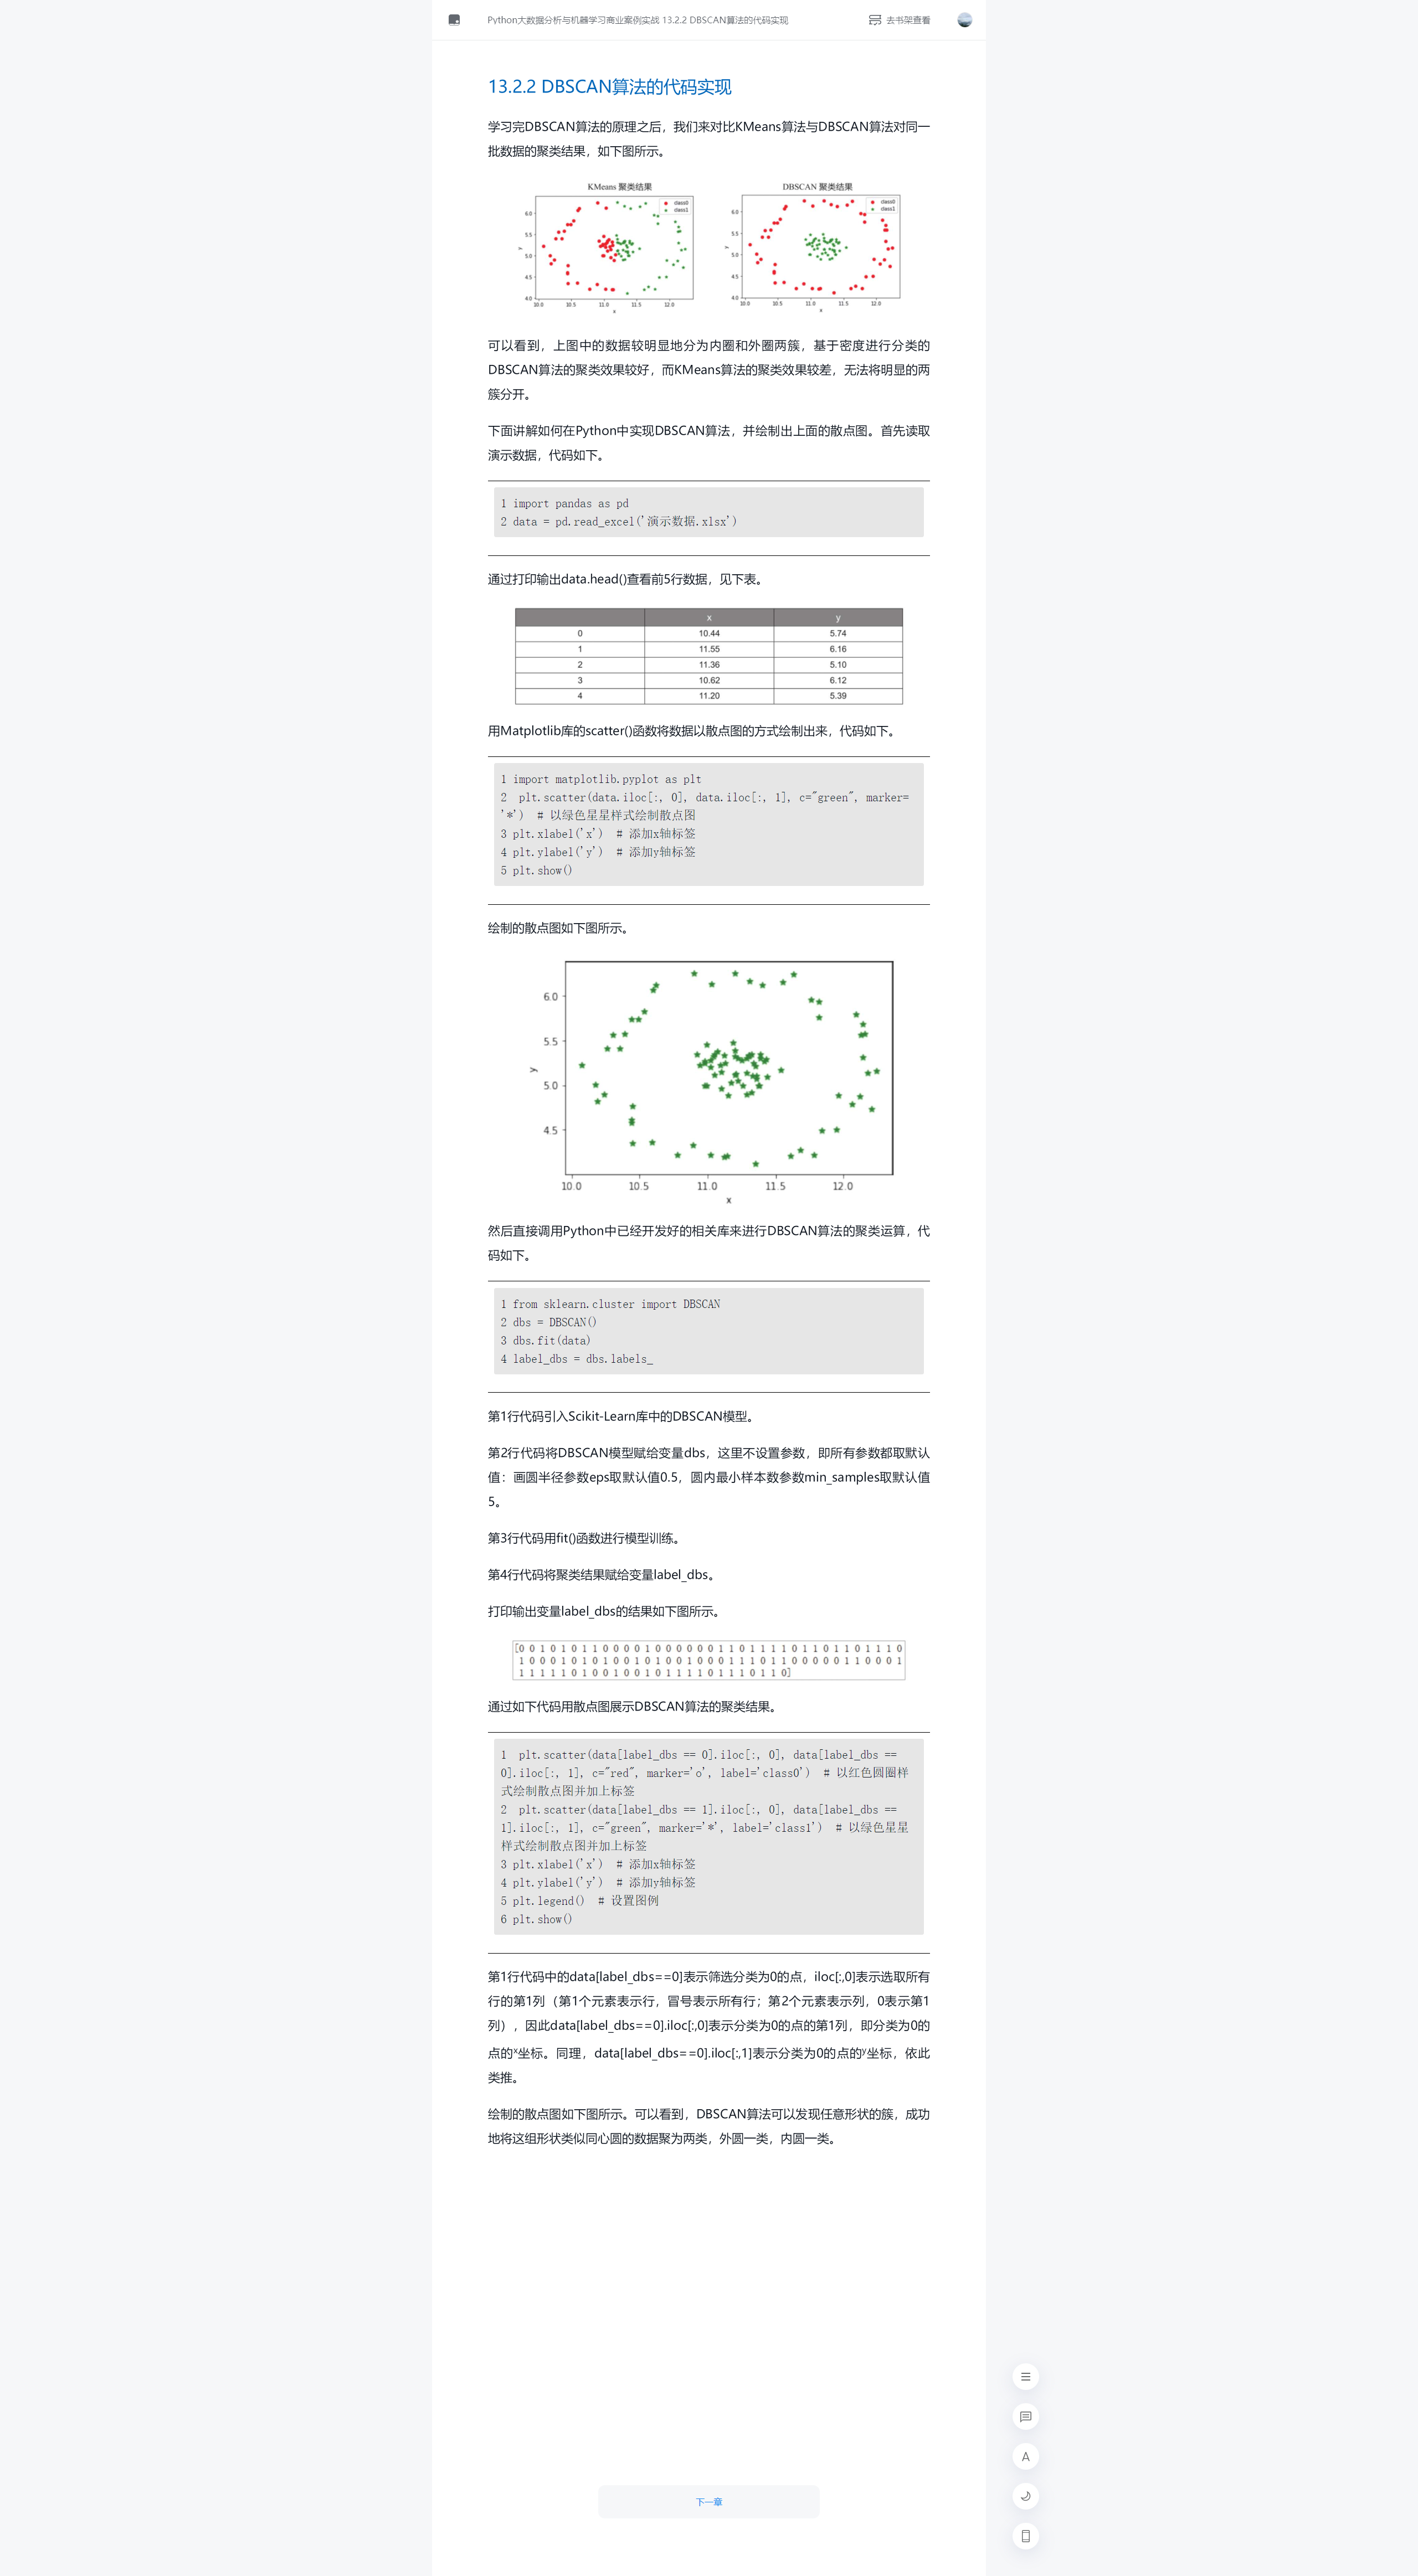 Python大数据分析与机器学习商业案例实战 13.2.2 DBSCAN算法的代码实现
去书架查看
13.2.2 DBSCAN算法的代码实现
学习完DBSCAN算法的原理之后，我们来对比KMeans算法与DBSCAN算法对同一
批数据的聚类结果，如下图所示。
KMeans 聚类结果
class0
class1
6.0
5.5
5.0
4.5
4.0
y
10.0 10.5 11.0 11.5 12.0
x
DBSCAN 聚类结果
class0
class1
6.0
5.5
5.0
4.5
4.0
y
10.0 10.5 11.0 11.5 12.0
x
可以看到，上图中的数据较明显地分为内圈和外圈两簇，基于密度进行分类的
DBSCAN算法的聚类效果较好，而KMeans算法的聚类效果较差，无法将明显的两
簇分开。
下面讲解如何在Python中实现DBSCAN算法，并绘制出上面的散点图。首先读取
演示数据，代码如下。
1 import pandas as pd
2 data = pd.read_excel('演示数据.xlsx')
通过打印输出data.head()查看前5行数据，见下表。
x y
0 10.44 5.74
1 11.55 6.16
2 11.36 5.10
3 10.62 6.12
4 11.20 5.39
用Matplotlib库的scatter()函数将数据以散点图的方式绘制出来，代码如下。
1 import matplotlib.pyplot as plt
2  plt.scatter(data.iloc[:, 0], data.iloc[:, 1], c="green", marker=
'*')  # 以绿色星星样式绘制散点图
3 plt.xlabel('x')  # 添加x轴标签
4 plt.ylabel('y')  # 添加y轴标签
5 plt.show()
绘制的散点图如下图所示。
6.0
5.5
5.0
4.5
y
10.0 10.5 11.0 11.5 12.0
x
然后直接调用Python中已经开发好的相关库来进行DBSCAN算法的聚类运算，代
码如下。
1 from sklearn.cluster import DBSCAN
2 dbs = DBSCAN()
3 dbs.fit(data)
4 label_dbs = dbs.labels_
第1行代码引入Scikit-Learn库中的DBSCAN模型。
第2行代码将DBSCAN模型赋给变量dbs，这里不设置参数，即所有参数都取默认
值：画圆半径参数eps取默认值0.5，圆内最小样本数参数min_samples取默认值
5。
第3行代码用fit()函数进行模型训练。
第4行代码将聚类结果赋给变量label_dbs。
打印输出变量label_dbs的结果如下图所示。
[0 0 1 0 1 0 1 1 0 0 0 0 1 0 0 0 0 0 0 1 1 0 1 1 1 1 0 1 1 0 1 1 0 1 1 1 0
1 0 0 0 1 0 1 0 1 0 0 1 0 1 0 0 1 0 0 0 1 1 1 0 1 1 0 0 0 0 0 1 1 0 0 0 1
1 1 1 1 1 0 1 0 0 1 0 0 1 0 1 1 1 1 0 1 1 1 0 1 1 0]
通过如下代码用散点图展示DBSCAN算法的聚类结果。
1  plt.scatter(data[label_dbs == 0].iloc[:, 0], data[label_dbs ==
0].iloc[:, 1], c="red", marker='o', label='class0')  # 以红色圆圈样
式绘制散点图并加上标签
2  plt.scatter(data[label_dbs == 1].iloc[:, 0], data[label_dbs ==
1].iloc[:, 1], c="green", marker='*', label='class1')  # 以绿色星星
样式绘制散点图并加上标签
3 plt.xlabel('x')  # 添加x轴标签
4 plt.ylabel('y')  # 添加y轴标签
5 plt.legend()  # 设置图例
6 plt.show()
第1行代码中的data[label_dbs==0]表示筛选分类为0的点，iloc[:,0]表示选取所有
行的第1列（第1个元素表示行，冒号表示所有行；第2个元素表示列，0表示第1
列），因此data[label_dbs==0].iloc[:,0]表示分类为0的点的第1列，即分类为0的
点的x坐标。同理，data[label_dbs==0].iloc[:,1]表示分类为0的点的y坐标，依此
类推。
绘制的散点图如下图所示。可以看到，DBSCAN算法可以发现任意形状的簇，成功
地将这组形状类似同心圆的数据聚为两类，外圆一类，内圆一类。
A
下一章